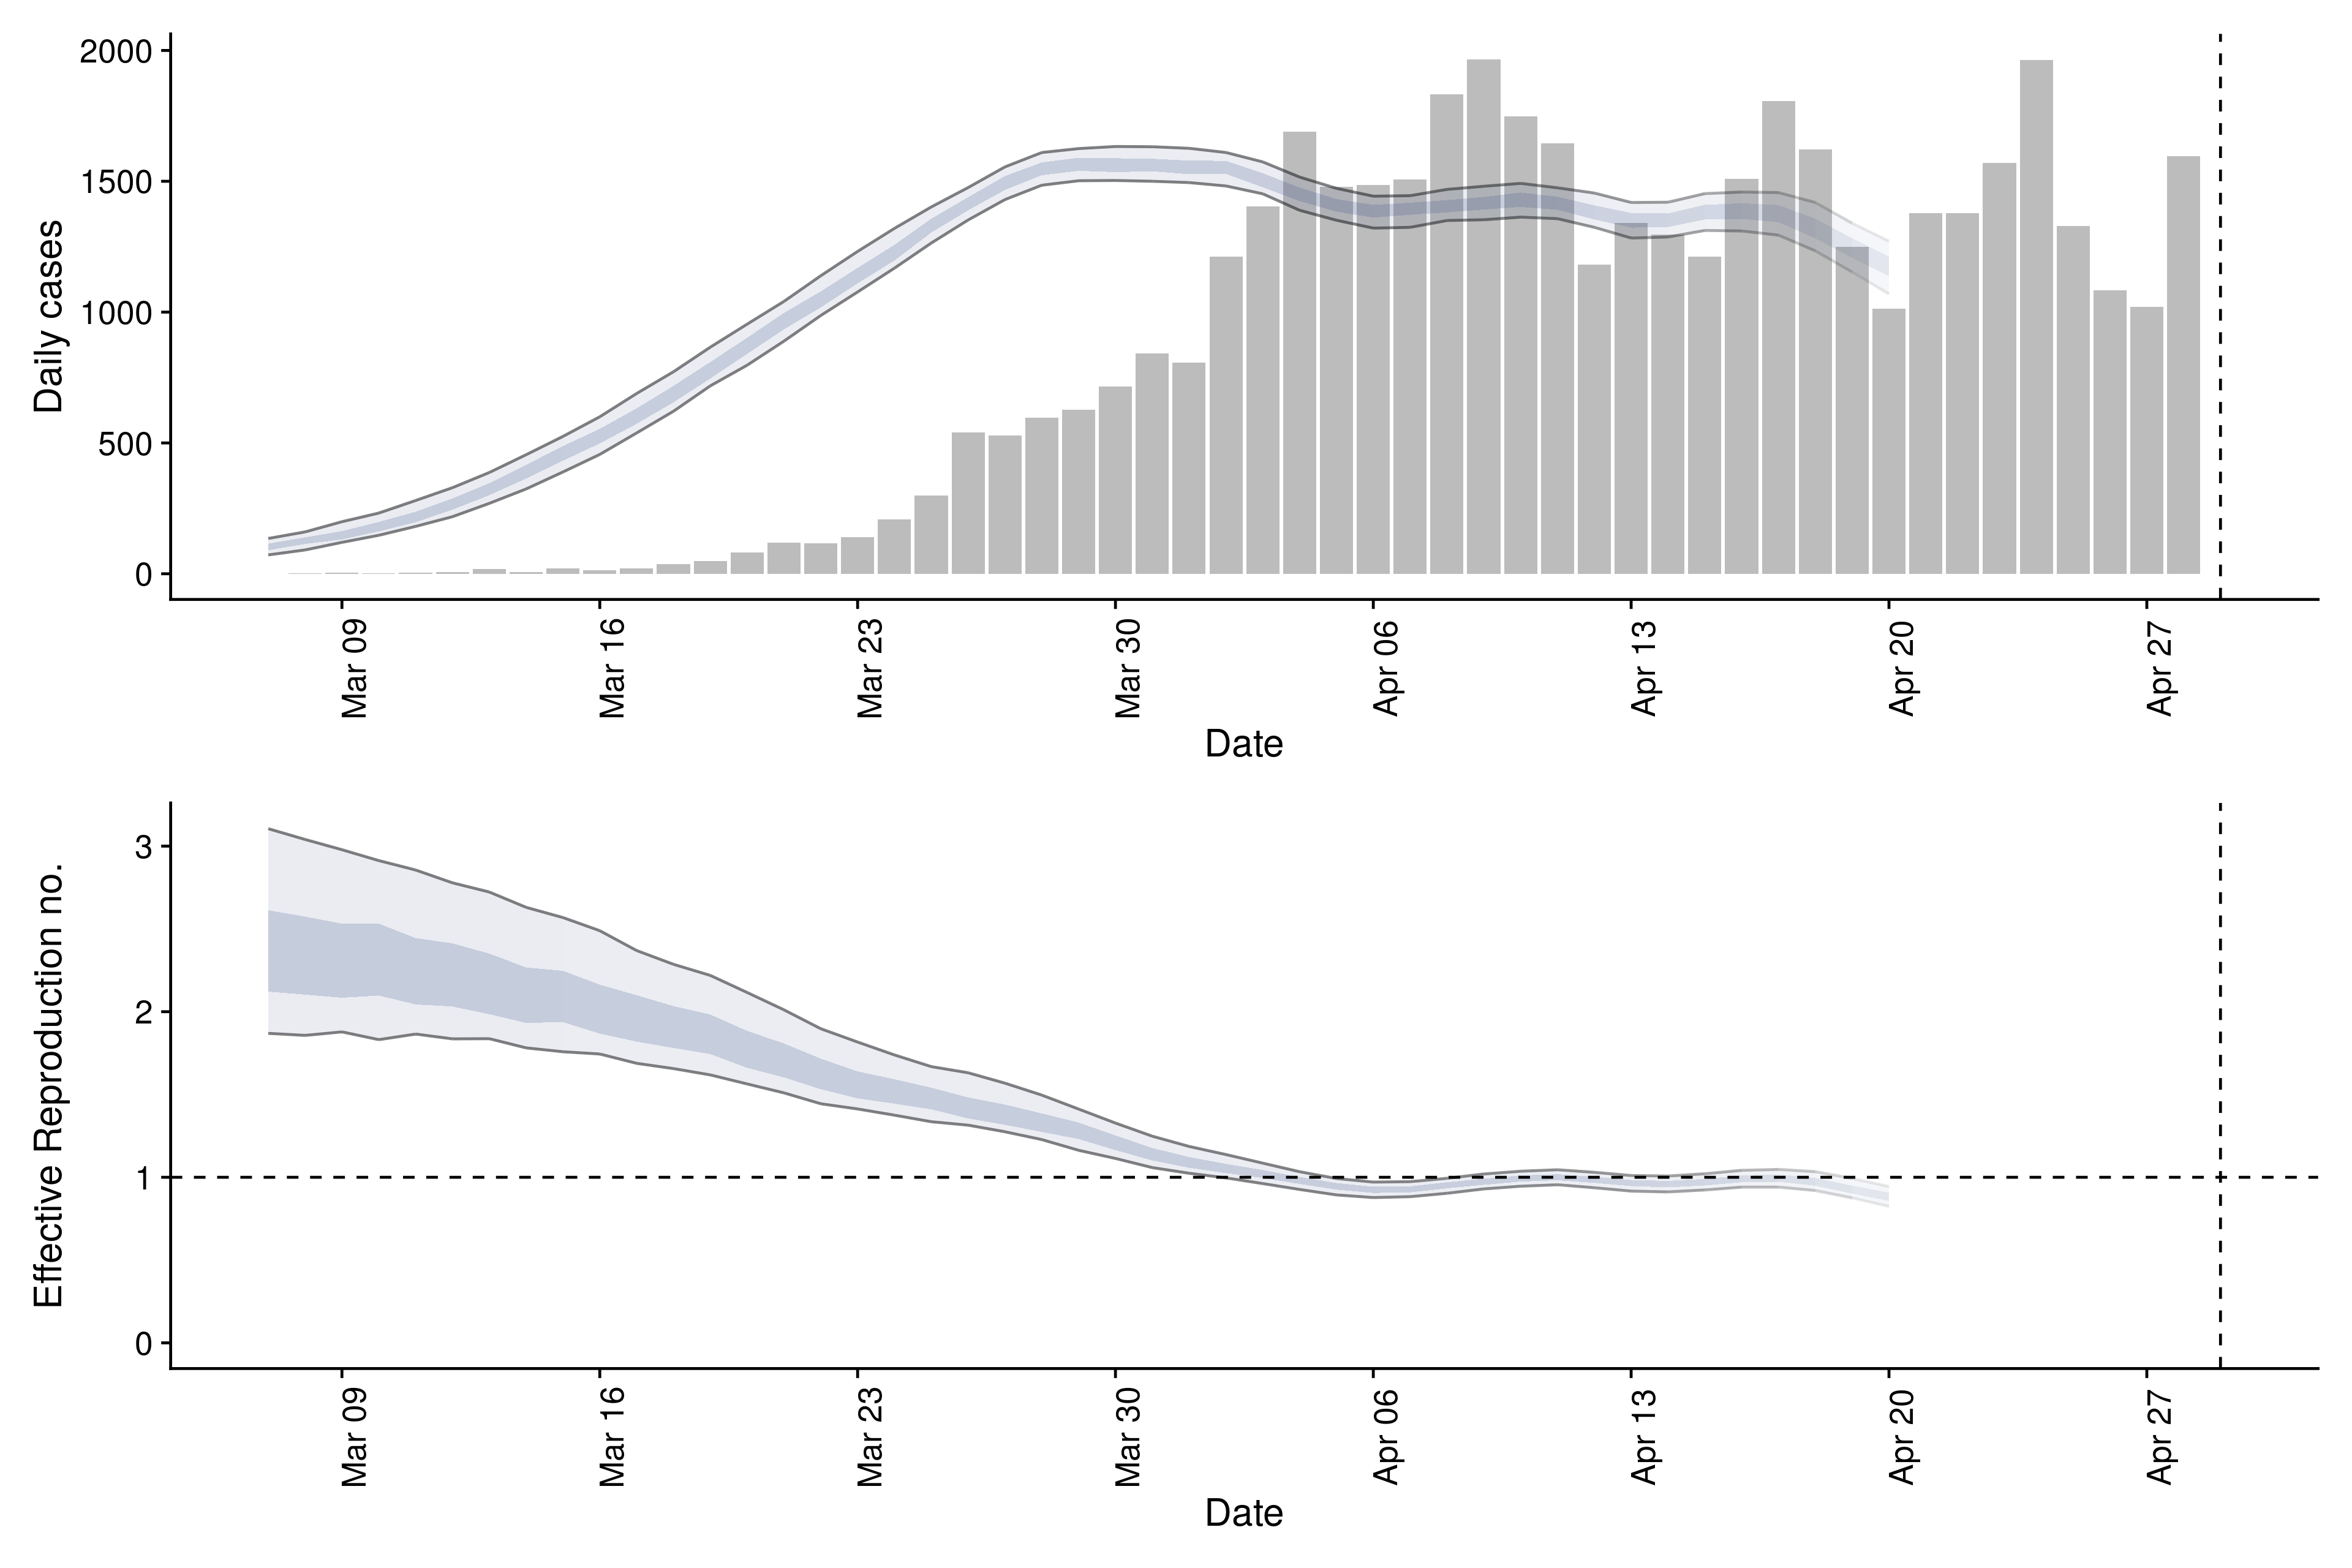 Daily cases
2000
1500
1000
500
0
Mar 09
Mar 16
Mar 23
Mar 30
Apr 06
Apr 13
Apr 20
Apr 27
Date
Effective Reproduction no.
3
2
1
0
Mar 09
Mar 16
Mar 23
Mar 30
Apr 06
Apr 13
Apr 20
Apr 27
Date